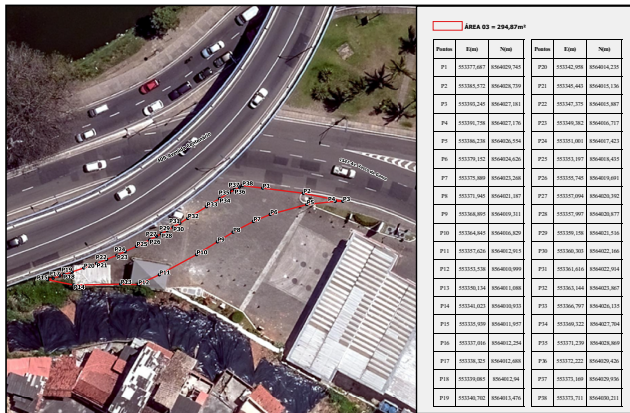 ÁREA 03 = 294,87m²
Pontos E(m) N(m) Pontos E(m) N(m)
P1 553377,687 8564029,745 P20 553342,958 8564014,235
P2 553385,572 8564028,739 P21 553345,443 8564015,136
P3 553393,245 8564027,181 P22 553347,375 8564015,887
P4 553391,758 8564027,176 P23 553349,382 8564016,717
P5 553386,238 8564026,554 P24 553351,001 8564017,423
P6 553379,152 8564024,626 P25 553353,197 8564018,435
P7 553375,889 8564023,268 P26 553355,745 8564019,691
P8 553371,945 8564021,187 P27 553357,094 8564020,392
P9 553368,895 8564019,311 P28 553357,997 8564020,877
P10 553364,845 8564016,829 P29 553359,158 8564021,516
P11 553357,626 8564012,915 P30 553360,303 8564022,166
P12 553353,538 8564010,999 P31 553361,616 8564022,914
P13 553350,134 8564011,088 P32 553363,144 8564023,867
P14 553341,023 8564010,933 P33 553366,797 8564026,135
P15 553335,939 8564011,957 P34 553369,322 8564027,704
P16 553337,016 8564012,254 P35 553371,239 8564028,869
P17 553338,325 8564012,688 P36 553372,222 8564029,426
P18 553339,085 8564012,94 P37 553373,169 8564029,936
P19 553340,702 8564013,476 P38 553373,711 8564030,211
P37 P38 P1
P35 P36 P2
P34 P4 P3
P33 P5
P32 P6
P31 P7
P29 P30 P8
P27 P28
P26 P9
P25
P24 P10
P22 P23
P20 P21
P19 P11
P17 P18
P15 P13 P12
P14